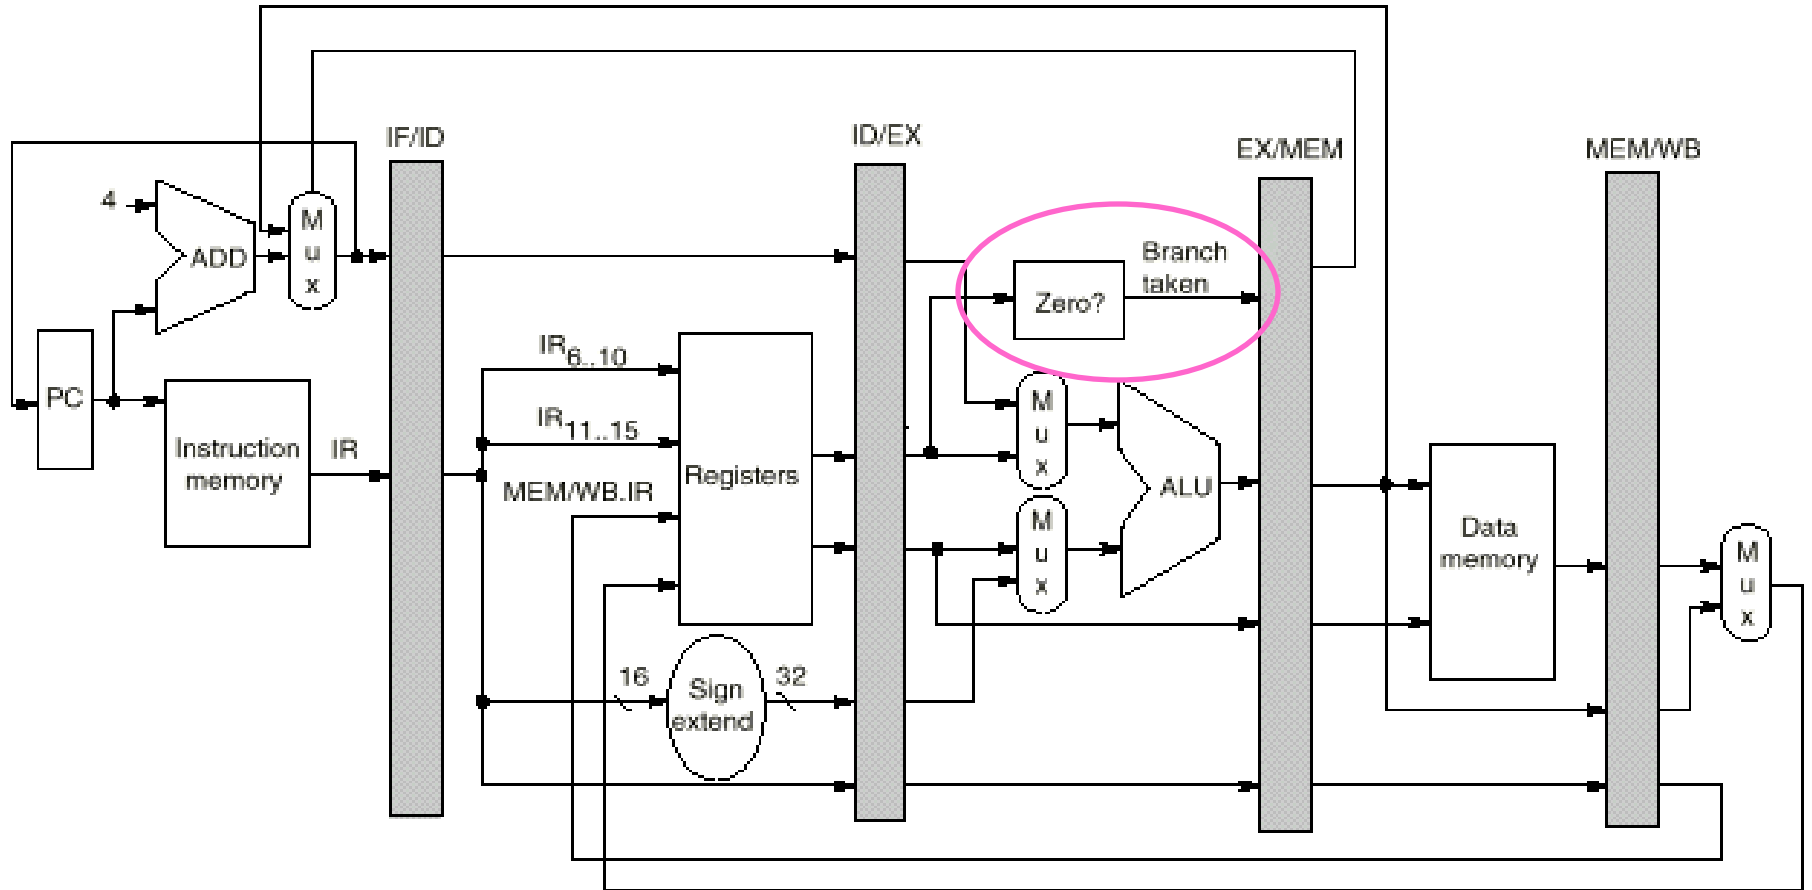 IF/ID
ID/EX
EX/MEM
MEM/WB
4
ADD
M
u
x
Branch
taken
Zero?
PC
Instruction
memory
IR
IR6..10
IR11..15
MEM/WB.IR
Registers
M
u
x
M
u
x
ALU
Data
memory
M
u
x
16
Sign
extend
32